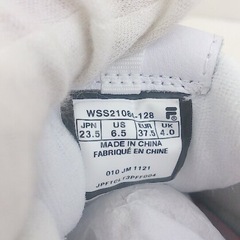 WSS21086-128
JPN US EUR UK
23.5 6.5 37.5 4.0
MADE IN CHINA
FABRIQUÉ EN CHINE
010 JM 1121